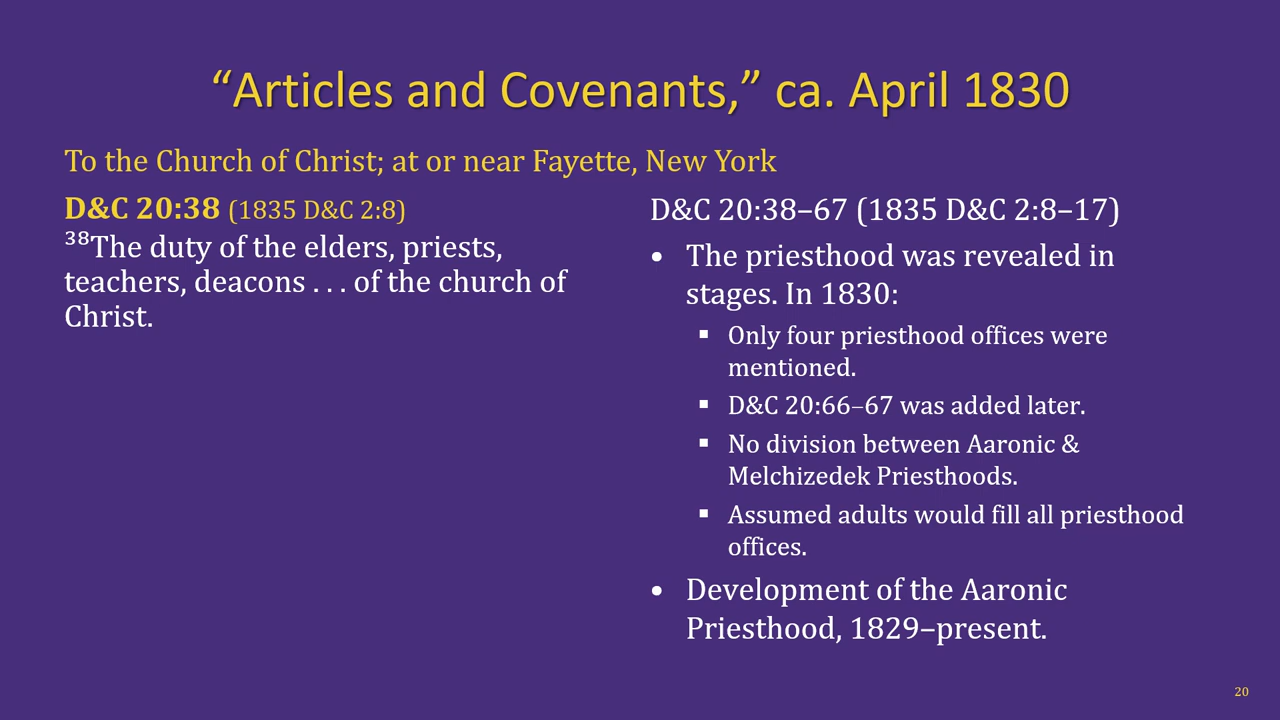 “Articles and Covenants,” ca. April 1830
To the Church of Christ; at or near Fayette, New York
D&C 20:38 (1835 D&C 2:8)
³⁸The duty of the elders, priests,
teachers, deacons . . . of the church of
Christ.
D&C 20:38–67 (1835 D&C 2:8–17)
• The priesthood was revealed in
stages. In 1830:
▪ Only four priesthood offices were
mentioned.
▪ D&C 20:66–67 was added later.
▪ No division between Aaronic &
Melchizedek Priesthoods.
▪ Assumed adults would fill all priesthood
offices.
• Development of the Aaronic
Priesthood, 1829–present.
20